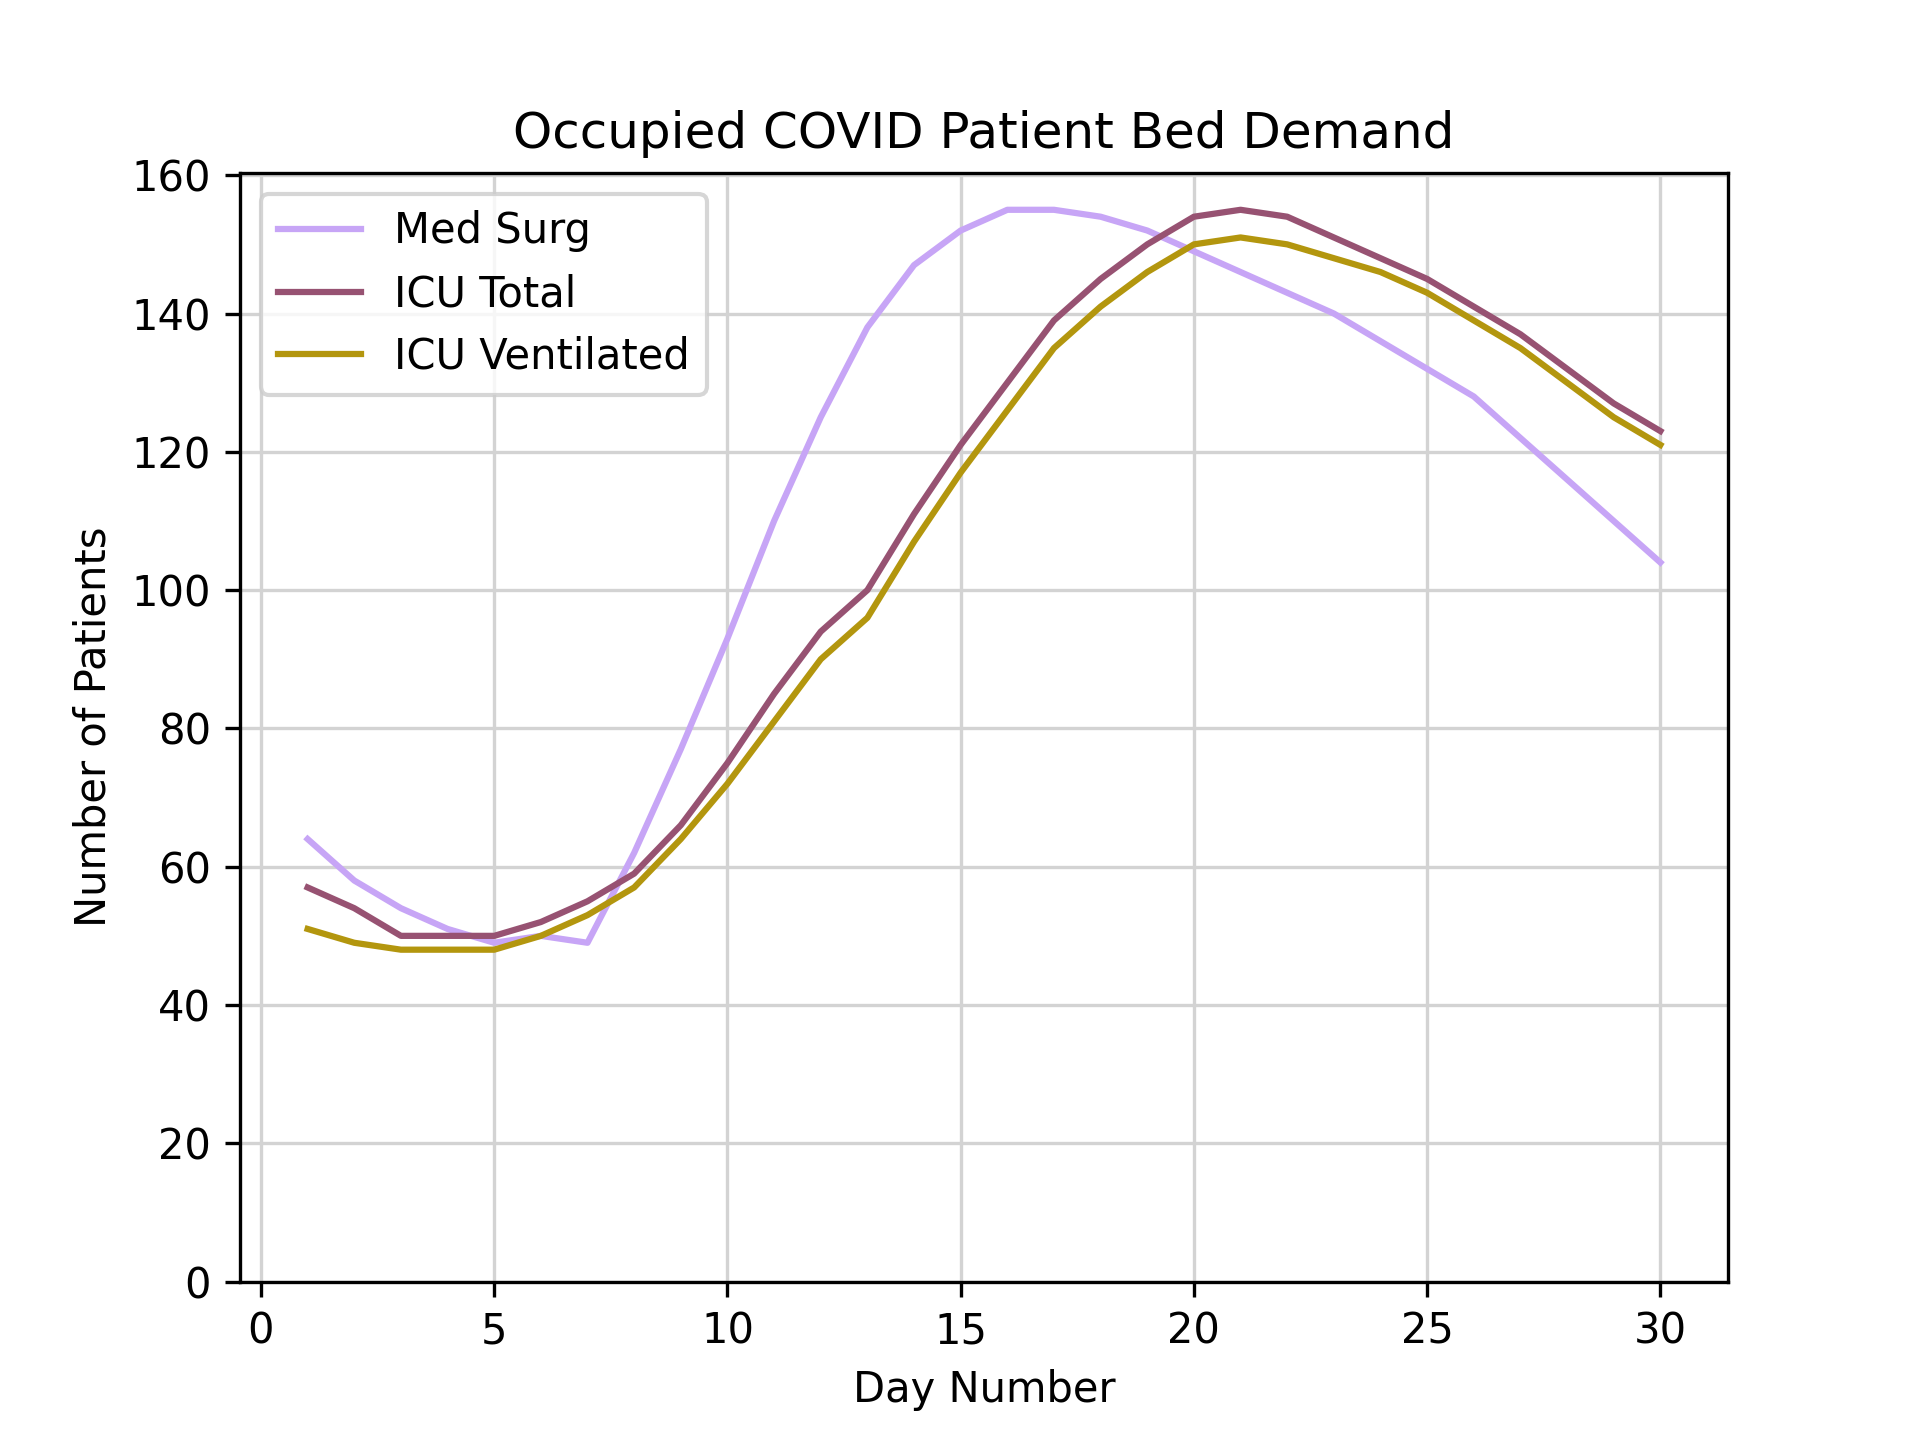 Occupied COVID Patient Bed Demand
160
140
120
100
80
60
40
20
0
Number of Patients
Med Surg
ICU Total
ICU Ventilated
0 5 10 15 20 25 30
Day Number